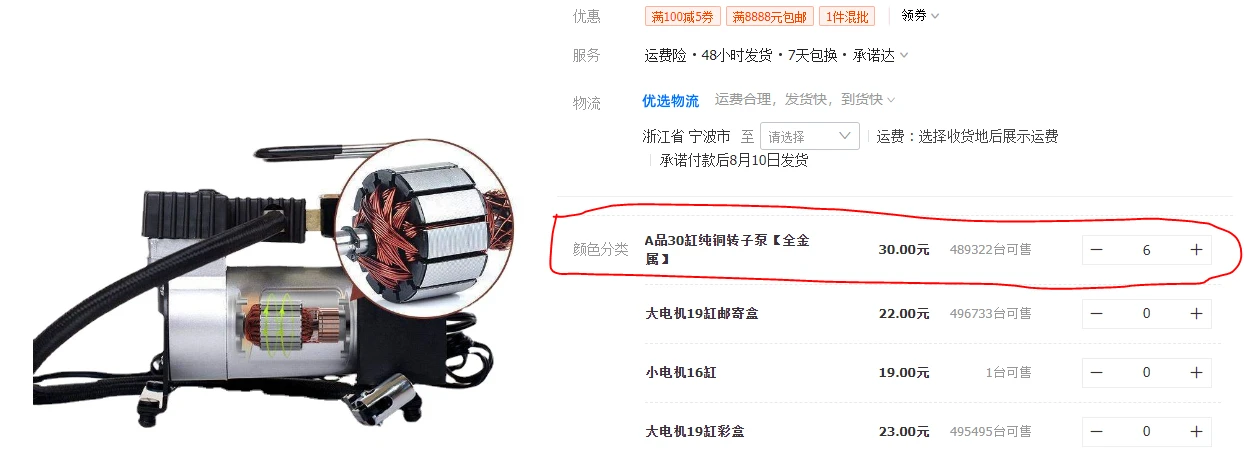 优惠 满100减5券 满8888元包邮 1件混批 领券
服务 运费险·48小时发货·7天包换·承诺达
物流 优选物流 运费合理，发货快，到货快
浙江省 宁波市 至 请选择 运费：选择收货地后展示运费
承诺付款后8月10日发货
颜色分类 A品30缸纯铜转子泵【全金属】 30.00元 489322台可售 － 6 ＋
大电机19缸邮寄盒 22.00元 496733台可售 － 0 ＋
小电机16缸 19.00元 1台可售 － 0 ＋
大电机19缸彩盒 23.00元 495495台可售 － 0 ＋